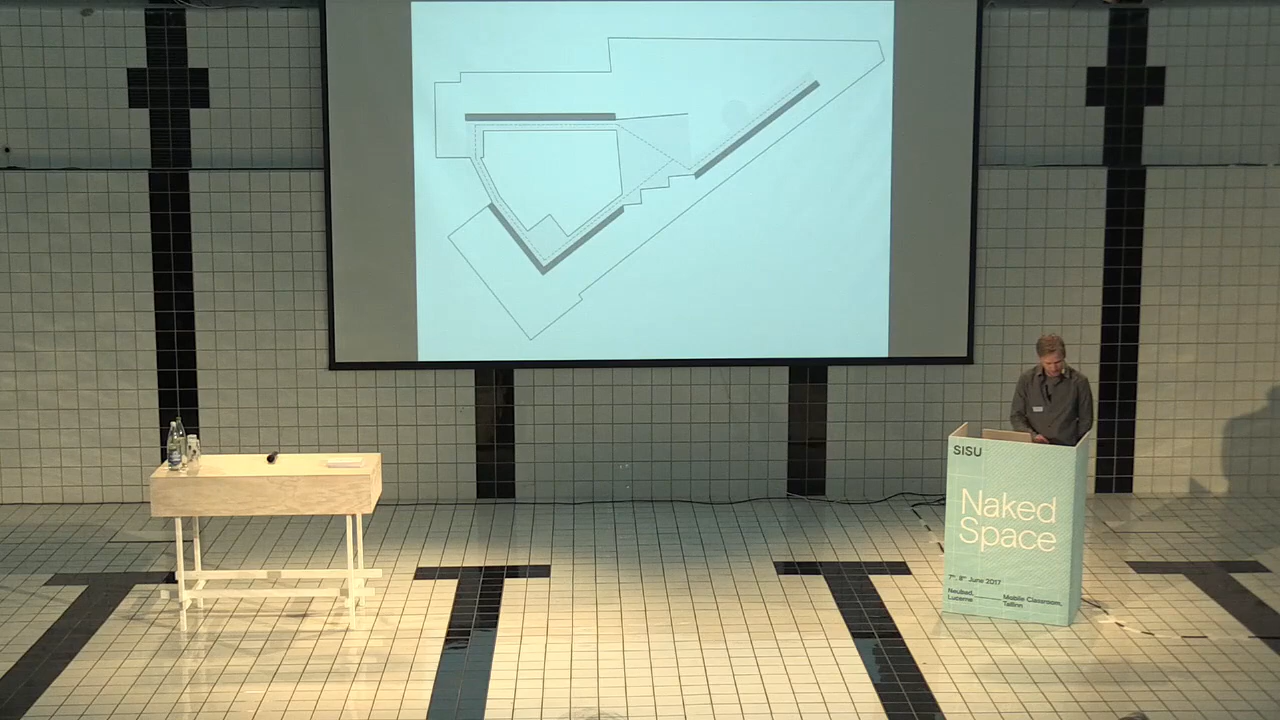 SISU
Naked
Space
7th, 8th June 2017
Neubad, Mobile Classroom,
Lucerne Tallinn